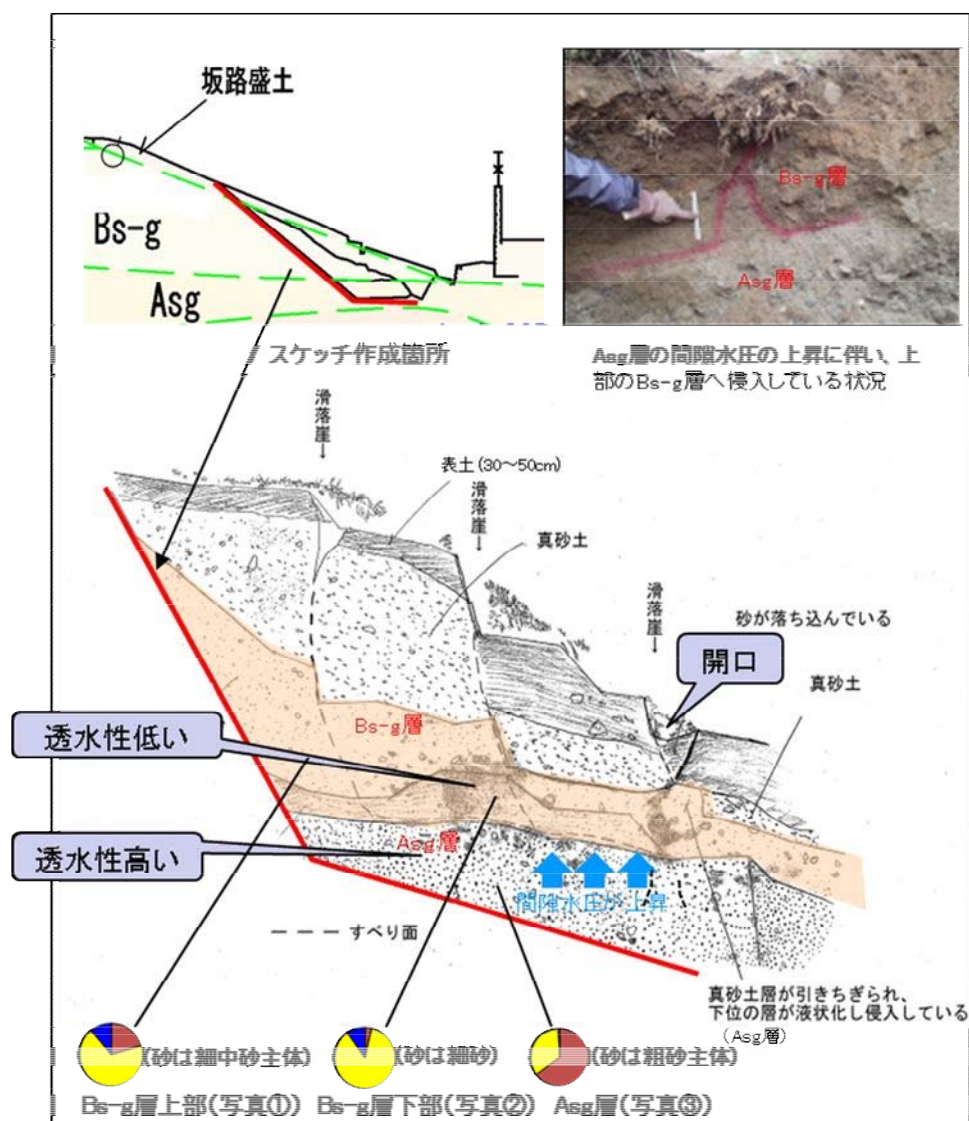 坂路盛土
Bs-g
Asg
Bs-g層
Asg層
スケッチ作成箇所
Asg層の間隙水圧の上昇に伴い、上
部のBs-g層へ侵入している状況
滑落崖↓
表土(30～50cm)
滑落崖↓
真砂土
滑落崖↓
砂が落ち込んでいる
開口
真砂土
Bs-g層
透水性低い
Asg層
透水性高い
間隙水圧が上昇
すべり面
真砂土層が引きちぎられ、
下位の層が液状化し侵入している
(Asg層)
(砂は細中砂主体)
(砂は細砂)
(砂は粗砂主体)
Bs-g層上部(写真①)
Bs-g層下部(写真②)
Asg層(写真③)